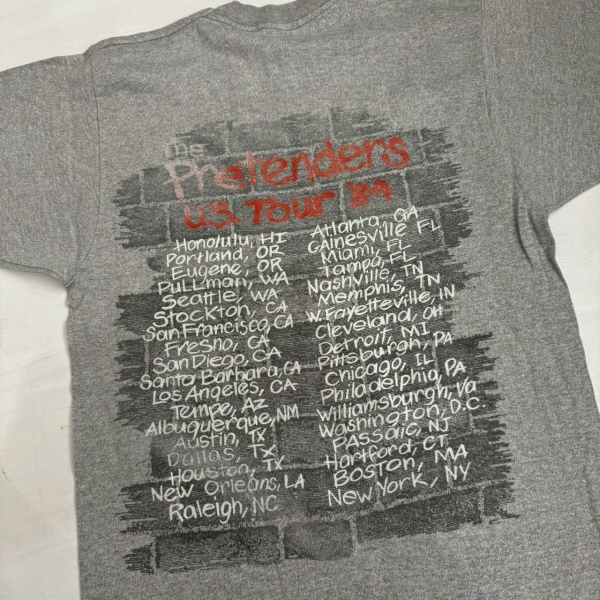 the
Pretenders
U.S. Tour 84
Honolulu, HI
Portland, OR
Eugene, OR
PULLman, WA
Seattle, WA
Stockton, CA
San Francisco, CA
Fresno, CA
San Diego, CA
Santa Barbara, CA
Los Angeles, CA
Tempe, AZ
Albuquerque, NM
Austin, TX
Dallas, TX
Houston, TX
New Orleans, LA
Raleigh, NC
Atlanta, GA
GAinesville FL
Miami, FL
Tampa, FL
Nashville, TN
Memphis, TN
W. Fayetteville, IN
Cleveland, OH
Detroit, MI
Pittsburgh, PA
Chicago, IL
Philadelphia, PA
Williamsburgh, Va
Washington, D.C.
PASSaic, NJ
Hartford, CT
BOSTON, MA
New York, NY